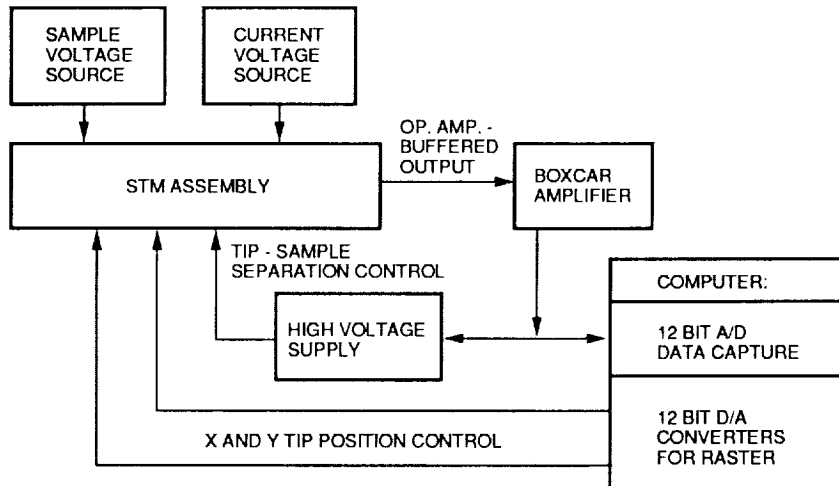 SAMPLE
VOLTAGE
SOURCE
CURRENT
VOLTAGE
SOURCE
OP. AMP. -
BUFFERED
OUTPUT
STM ASSEMBLY
BOXCAR
AMPLIFIER
TIP - SAMPLE
SEPARATION CONTROL
COMPUTER:
HIGH VOLTAGE
SUPPLY
12 BIT A/D
DATA CAPTURE
X AND Y TIP POSITION CONTROL
12 BIT D/A
CONVERTERS
FOR RASTER